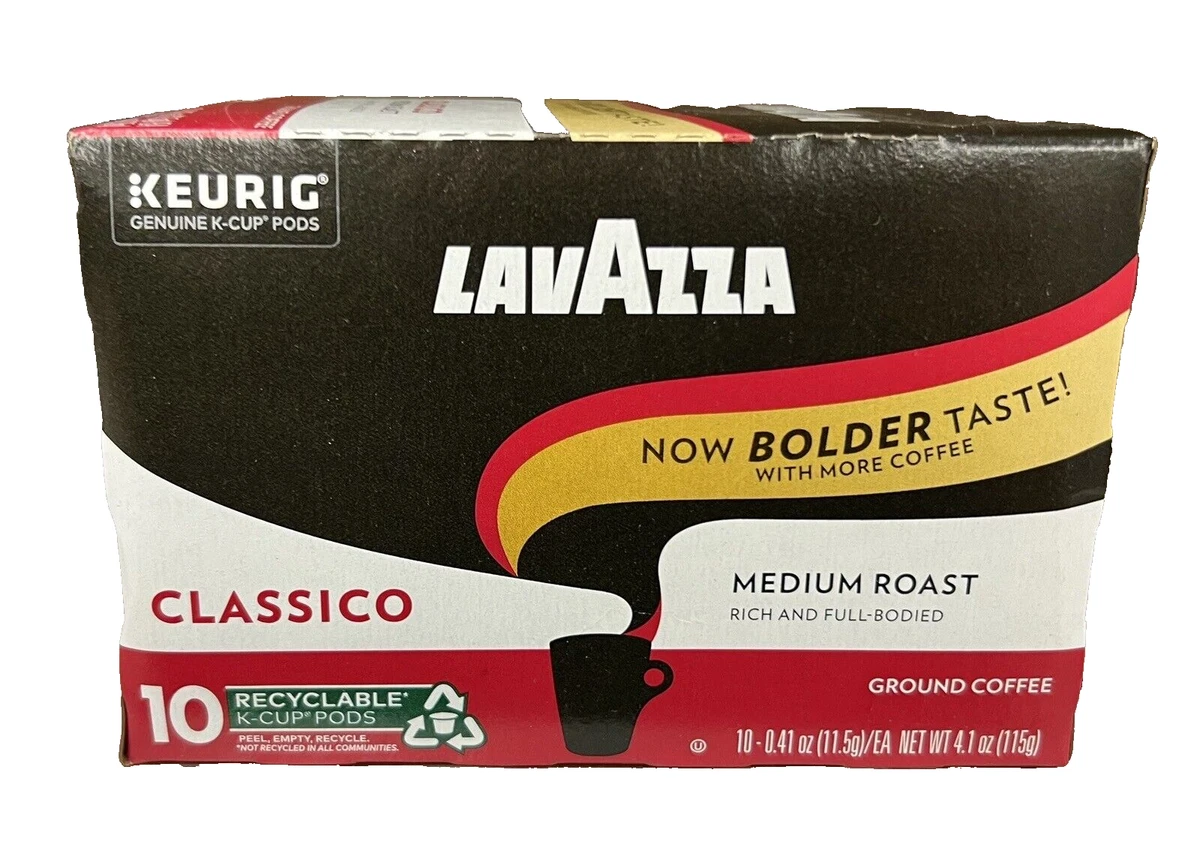 KEURIG®
GENUINE K-CUP® PODS
LAVAZZA
NOW BOLDER TASTE!
WITH MORE COFFEE
CLASSICO
MEDIUM ROAST
RICH AND FULL-BODIED
GROUND COFFEE
10 RECYCLABLE*
K-CUP® PODS
PEEL, EMPTY, RECYCLE.
*NOT RECYCLED IN ALL COMMUNITIES.
U
10 - 0.41 oz (11.5g)/EA NET WT 4.1 oz (115g)